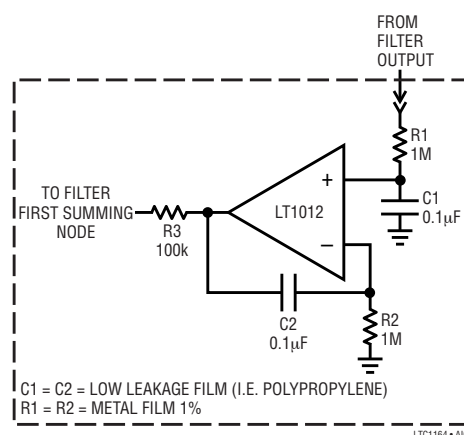 FROM
FILTER
OUTPUT
R1
1M
TO FILTER
FIRST SUMMING
NODE
R3
100k
+
LT1012
–
C1
0.1µF
C2
0.1µF
R2
1M
C1 = C2 = LOW LEAKAGE FILM (I.E. POLYPROPYLENE)
R1 = R2 = METAL FILM 1%